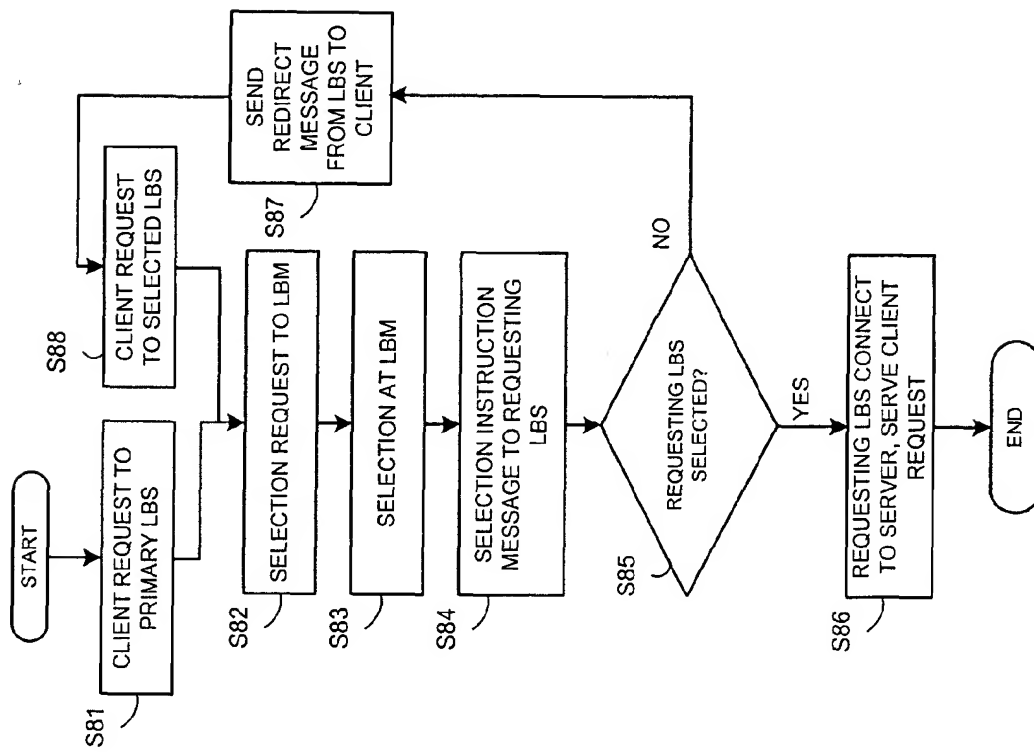 START
S81
CLIENT REQUEST TO
PRIMARY LBS
S88
CLIENT REQUEST
TO SELECTED LBS
S82
SELECTION REQUEST TO LBM
S83
SELECTION AT LBM
S84
SELECTION INSTRUCTION
MESSAGE TO REQUESTING
LBS
S85
REQUESTING LBS
SELECTED?
NO
S87
SEND
REDIRECT
MESSAGE
FROM LBS TO
CLIENT
YES
S86
REQUESTING LBS CONNECT
TO SERVER, SERVE CLIENT
REQUEST
END